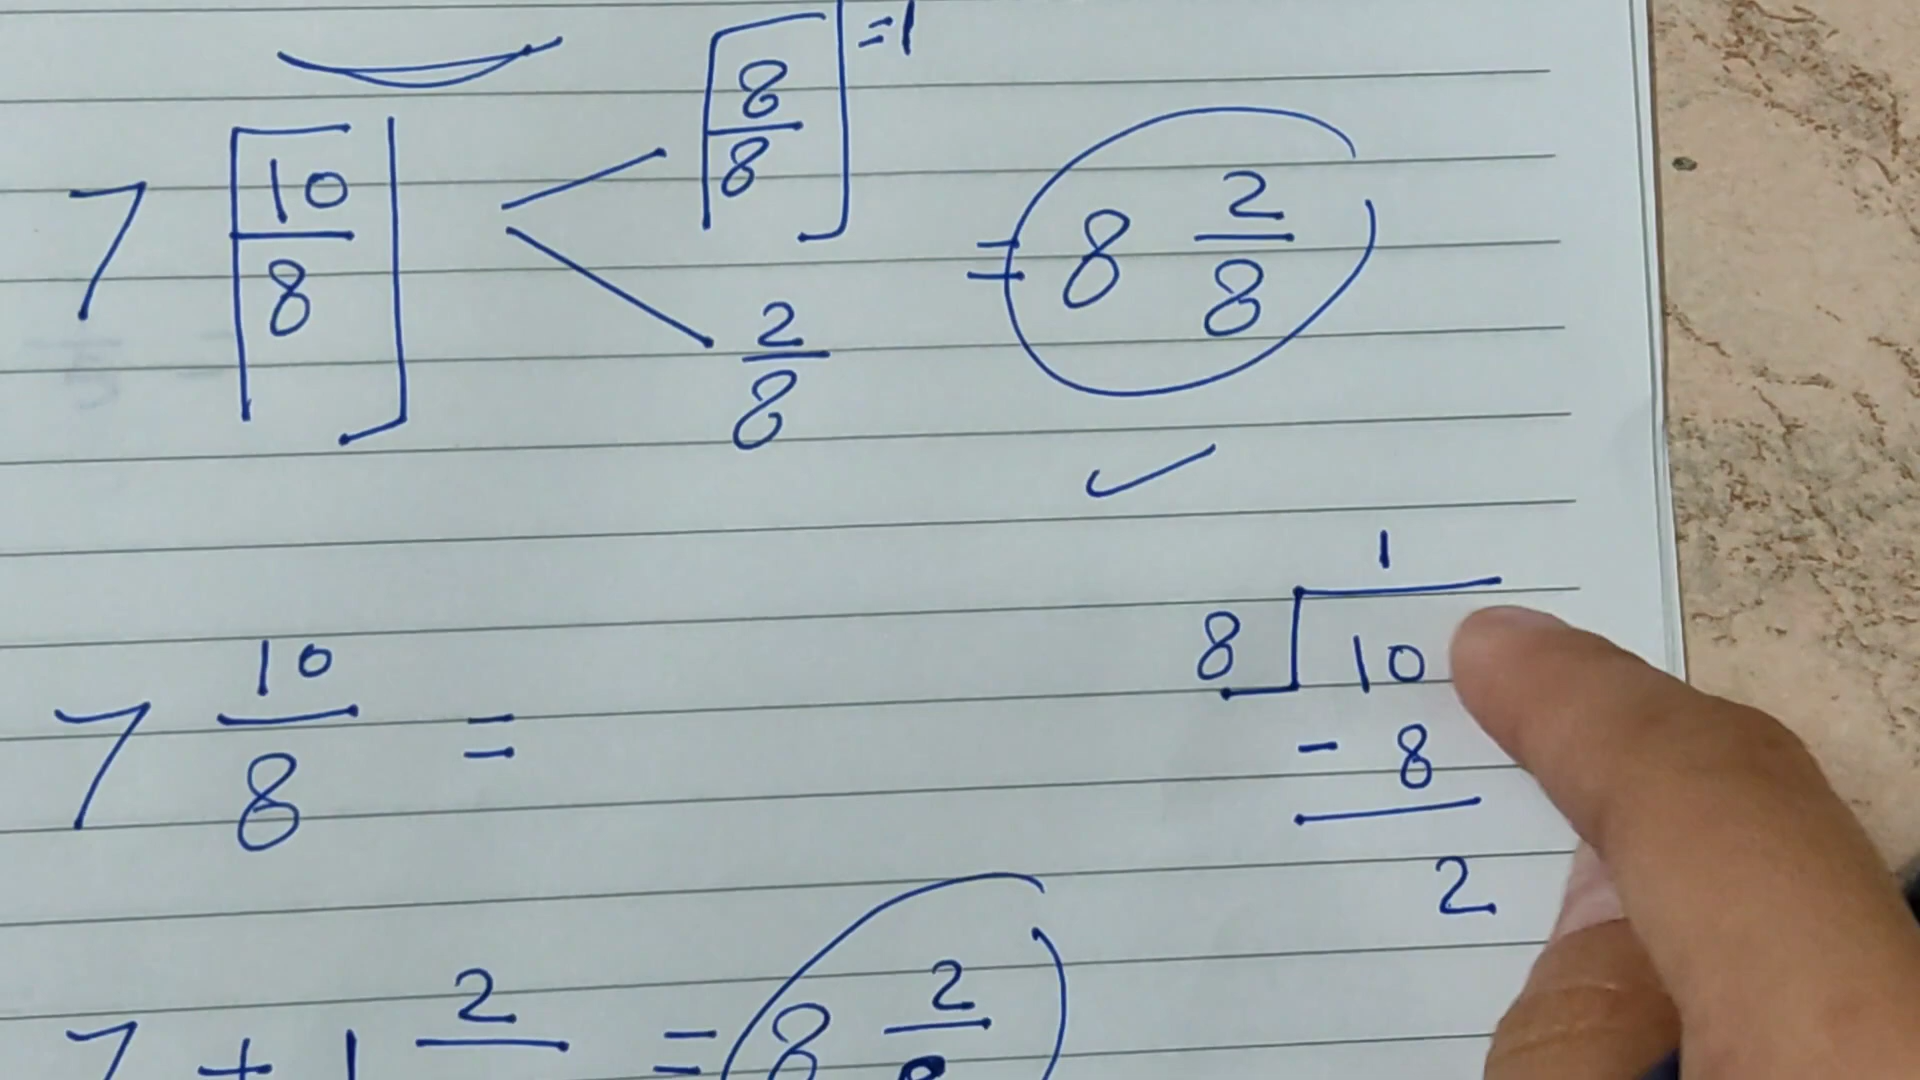 7 10/8 < 8/8 = 1
2/8
= 8 2/8
✓
7 10/8 =
1
8 10
- 8
2
7 + 1 2/ = 8 2/8